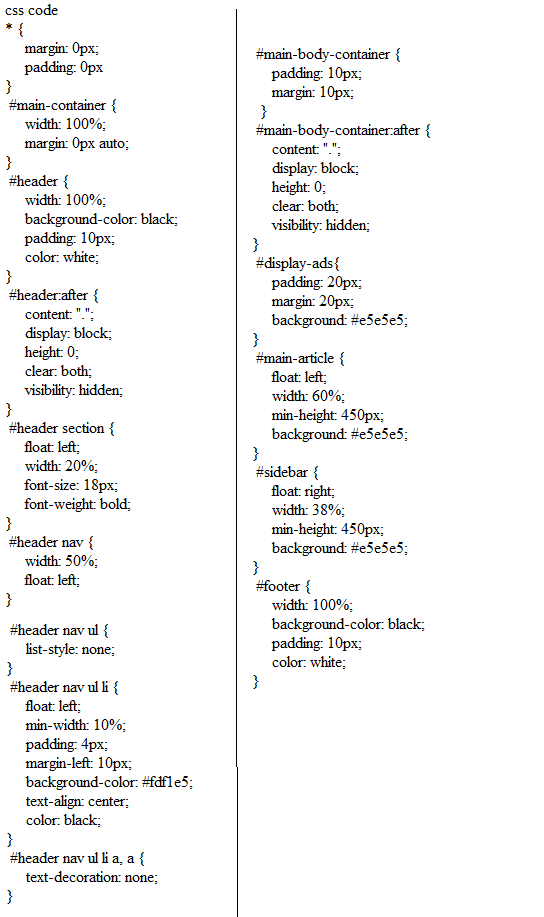 css code
* {
margin: 0px;
padding: 0px
}
#main-container {
width: 100%;
margin: 0px auto;
}
#header {
width: 100%;
background-color: black;
padding: 10px;
color: white;
}
#header:after {
content: ".";
display: block;
height: 0;
clear: both;
visibility: hidden;
}
#header section {
float: left;
width: 20%;
font-size: 18px;
font-weight: bold;
}
#header nav {
width: 50%;
float: left;
}
#header nav ul {
list-style: none;
}
#header nav ul li {
float: left;
min-width: 10%;
padding: 4px;
margin-left: 10px;
background-color: #fdf1e5;
text-align: center;
color: black;
}
#header nav ul li a, a {
text-decoration: none;
}
#main-body-container {
padding: 10px;
margin: 10px;
}
#main-body-container:after {
content: ".";
display: block;
height: 0;
clear: both;
visibility: hidden;
}
#display-ads{
padding: 20px;
margin: 20px;
background: #e5e5e5;
}
#main-article {
float: left;
width: 60%;
min-height: 450px;
background: #e5e5e5;
}
#sidebar {
float: right;
width: 38%;
min-height: 450px;
background: #e5e5e5;
}
#footer {
width: 100%;
background-color: black;
padding: 10px;
color: white;
}